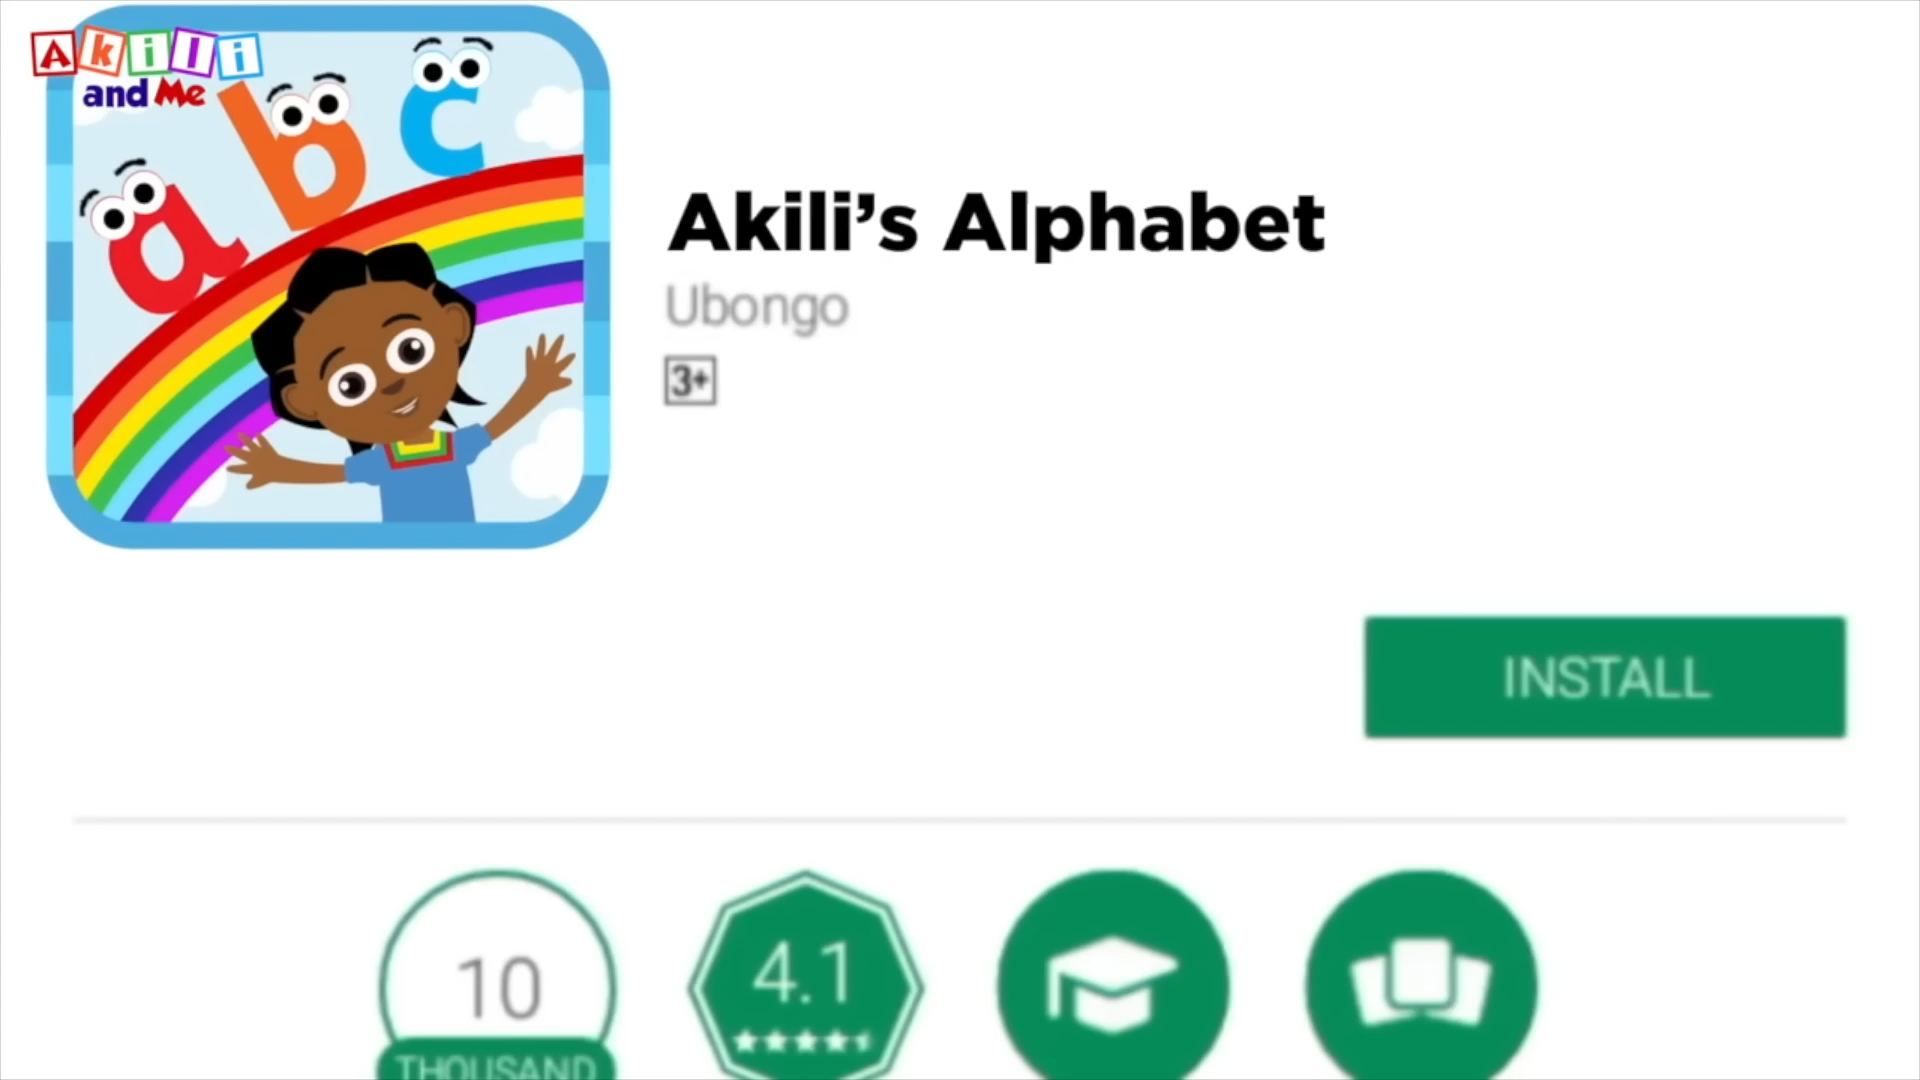 Akili
and Me
a b c
Akili's Alphabet
Ubongo
3+
INSTALL
10
THOUSAND
4.1